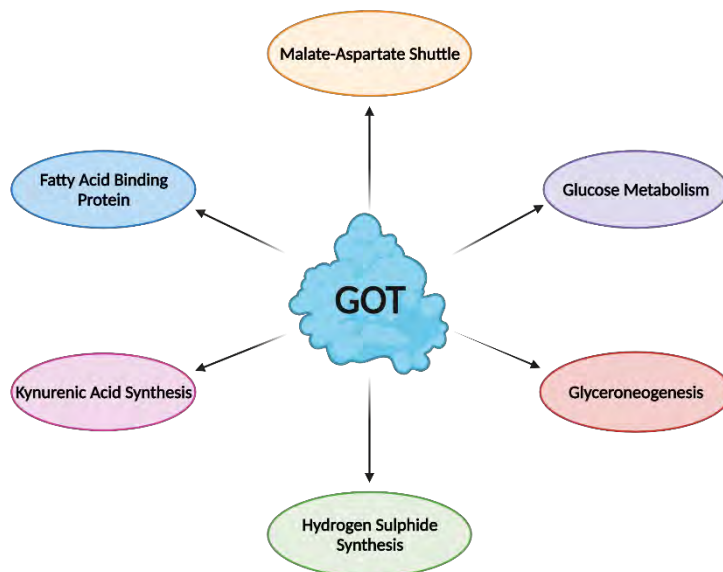 Malate-Aspartate Shuttle
Fatty Acid Binding
Protein
Glucose Metabolism
GOT
Kynurenic Acid Synthesis
Glyceroneogenesis
Hydrogen Sulphide
Synthesis